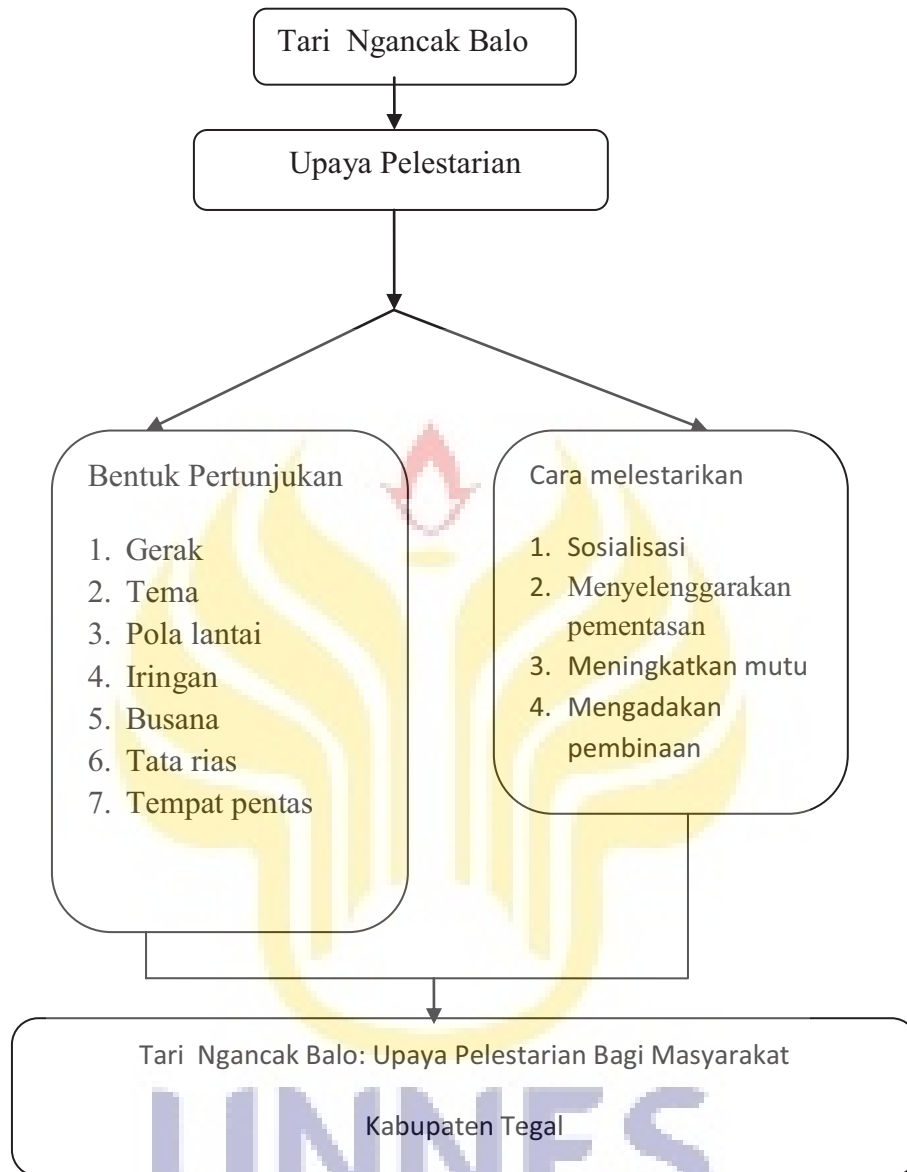 Tari Ngancak Balo
Upaya Pelestarian
Bentuk Pertunjukan
1. Gerak
2. Tema
3. Pola lantai
4. Iringan
5. Busana
6. Tata rias
7. Tempat pentas
Cara melestarikan
1. Sosialisasi
2. Menyelenggarakan
pementasan
3. Meningkatkan mutu
4. Mengadakan
pembinaan
Tari Ngancak Balo: Upaya Pelestarian Bagi Masyarakat
Kabupaten Tegal
UNNES